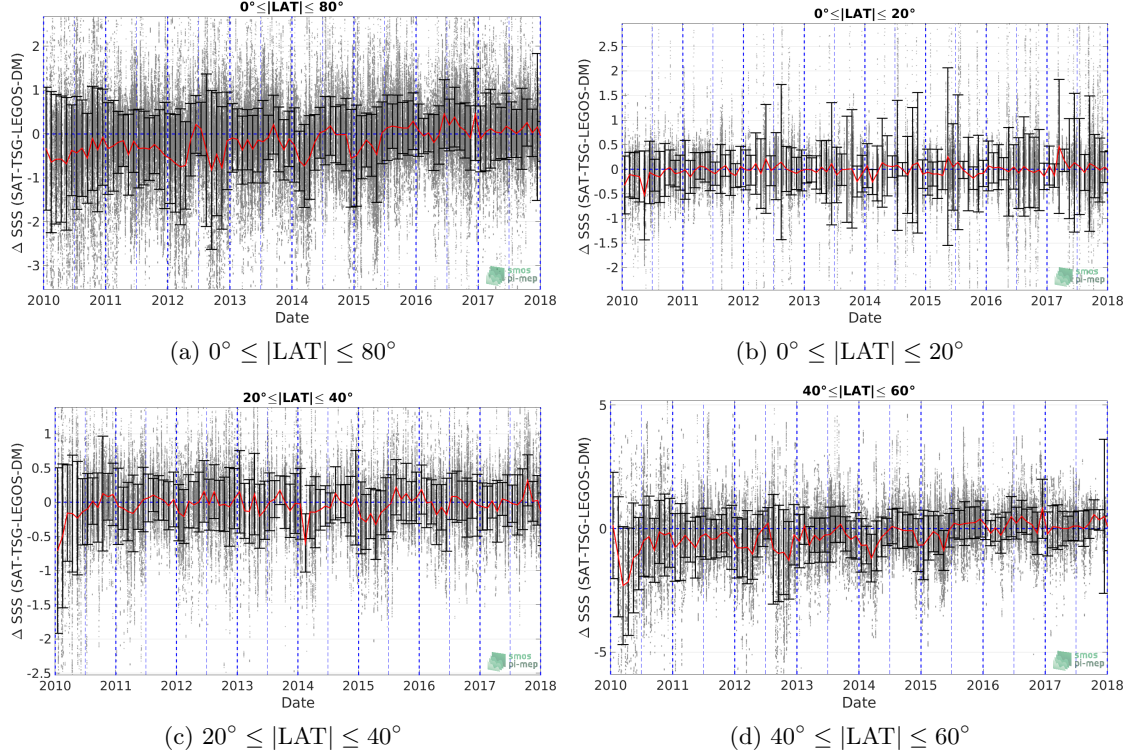 0°≤|LAT|≤ 80°
Δ SSS (SAT-TSG-LEGOS-DM)
2
1
0
-1
-2
-3
2010 2011 2012 2013 2014 2015 2016 2017 2018
Date
smos
pi-mep
(a) 0° ≤ |LAT| ≤ 80°
0°≤|LAT|≤ 20°
Δ SSS (SAT-TSG-LEGOS-DM)
2.5
2
1.5
1
0.5
0
-0.5
-1
-1.5
-2
2010 2011 2012 2013 2014 2015 2016 2017 2018
Date
smos
pi-mep
(b) 0° ≤ |LAT| ≤ 20°
20°≤|LAT|≤ 40°
Δ SSS (SAT-TSG-LEGOS-DM)
1
0.5
0
-0.5
-1
-1.5
-2
-2.5
2010 2011 2012 2013 2014 2015 2016 2017 2018
Date
smos
pi-mep
(c) 20° ≤ |LAT| ≤ 40°
40°≤|LAT|≤ 60°
Δ SSS (SAT-TSG-LEGOS-DM)
5
0
-5
2010 2011 2012 2013 2014 2015 2016 2017 2018
Date
smos
pi-mep
(d) 40° ≤ |LAT| ≤ 60°